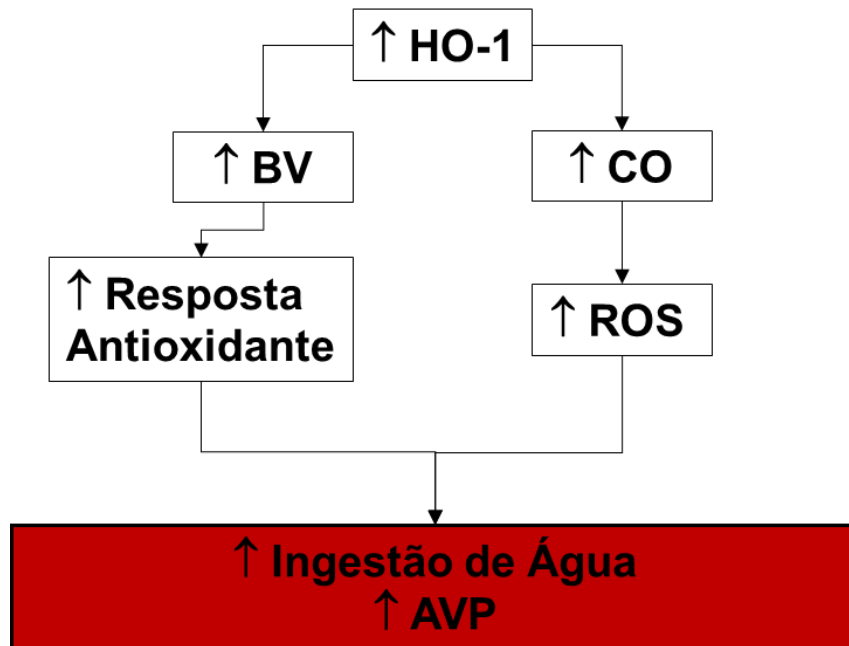 ↑ HO-1
↑ BV
↑ CO
↑ Resposta
Antioxidante
↑ ROS
↑ Ingestão de Água
↑ AVP